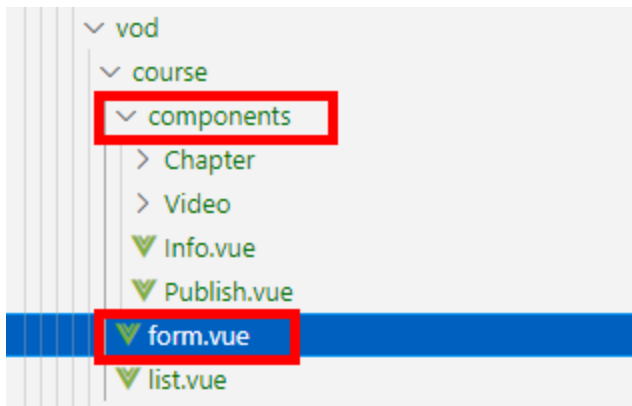 vod
course
components
Chapter
Video
Info.vue
Publish.vue
form.vue
list.vue